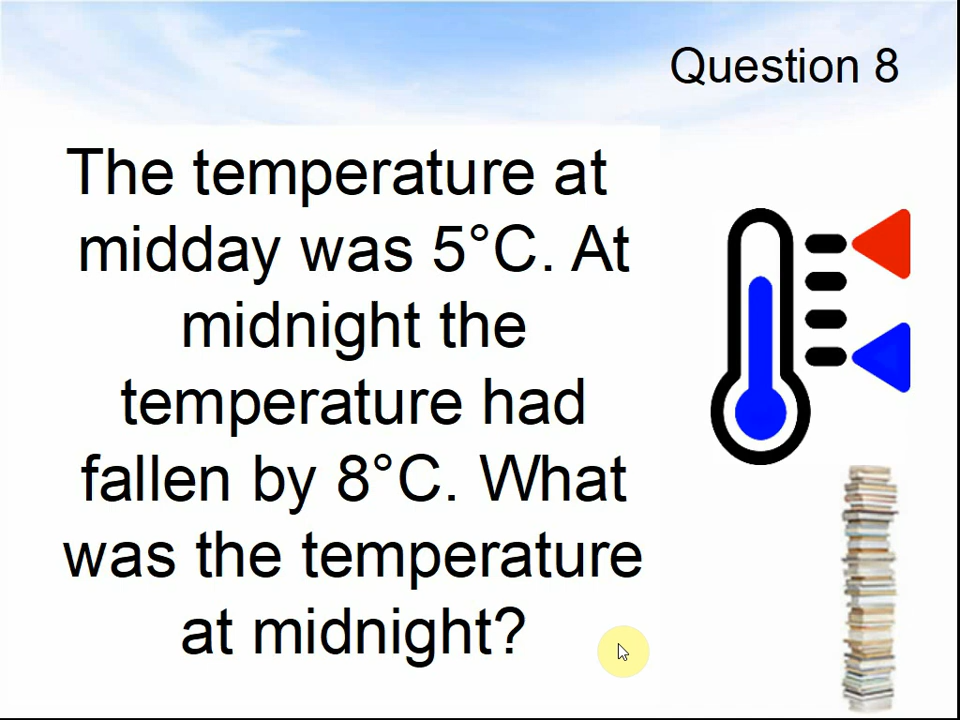 Question 8
The temperature at
midday was 5°C. At
midnight the
temperature had
fallen by 8°C. What
was the temperature
at midnight?